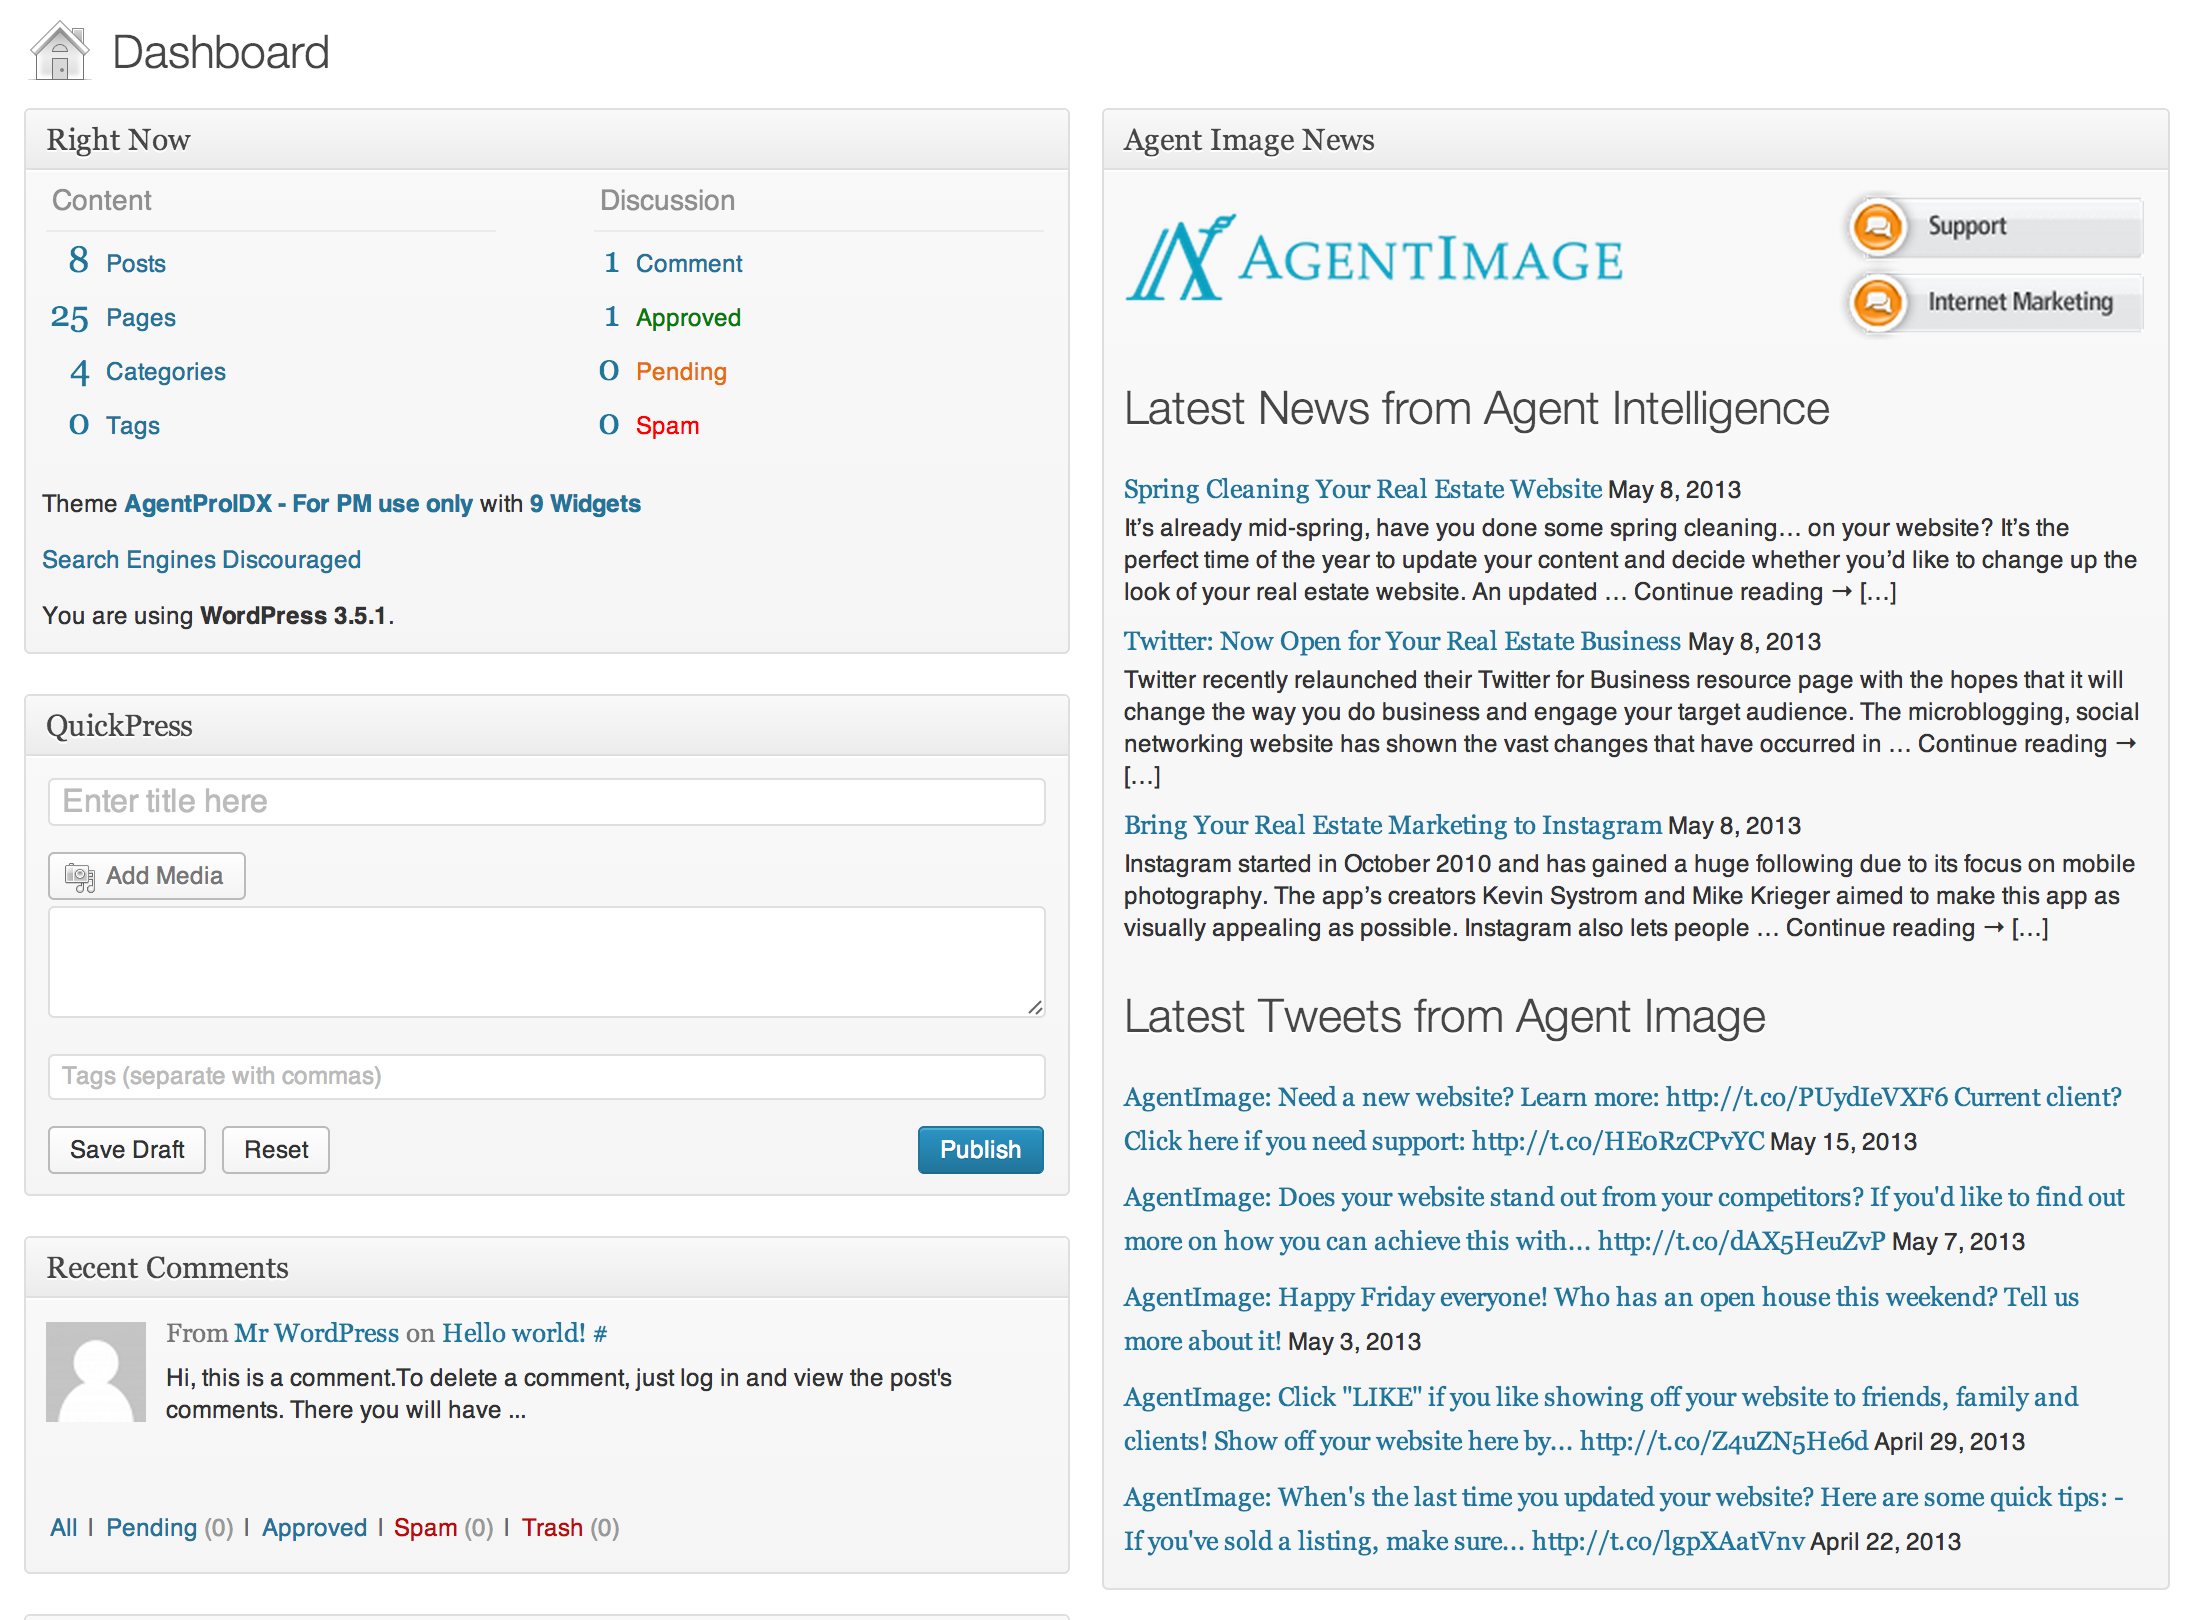 Dashboard
Right Now
Content
8 Posts
25 Pages
4 Categories
0 Tags
Discussion
1 Comment
1 Approved
0 Pending
0 Spam
Theme AgentProIDX - For PM use only with 9 Widgets
Search Engines Discouraged
You are using WordPress 3.5.1.
QuickPress
Enter title here
Add Media
Tags (separate with commas)
Save Draft
Reset
Publish
Recent Comments
From Mr WordPress on Hello world! #
Hi, this is a comment.To delete a comment, just log in and view the post's
comments. There you will have ...
All | Pending (0) | Approved | Spam (0) | Trash (0)
Agent Image News
AGENTIMAGE
Support
Internet Marketing
Latest News from Agent Intelligence
Spring Cleaning Your Real Estate Website May 8, 2013
It’s already mid-spring, have you done some spring cleaning… on your website? It’s the
perfect time of the year to update your content and decide whether you’d like to change up the
look of your real estate website. An updated … Continue reading → [...]
Twitter: Now Open for Your Real Estate Business May 8, 2013
Twitter recently relaunched their Twitter for Business resource page with the hopes that it will
change the way you do business and engage your target audience. The microblogging, social
networking website has shown the vast changes that have occurred in … Continue reading →
[...]
Bring Your Real Estate Marketing to Instagram May 8, 2013
Instagram started in October 2010 and has gained a huge following due to its focus on mobile
photography. The app’s creators Kevin Systrom and Mike Krieger aimed to make this app as
visually appealing as possible. Instagram also lets people … Continue reading → [...]
Latest Tweets from Agent Image
AgentImage: Need a new website? Learn more: http://t.co/PUydIeVXF6 Current client?
Click here if you need support: http://t.co/HE0RzCPvYC May 15, 2013
AgentImage: Does your website stand out from your competitors? If you'd like to find out
more on how you can achieve this with... http://t.co/dAX5HeuZvP May 7, 2013
AgentImage: Happy Friday everyone! Who has an open house this weekend? Tell us
more about it! May 3, 2013
AgentImage: Click "LIKE" if you like showing off your website to friends, family and
clients! Show off your website here by... http://t.co/Z4uZN5He6d April 29, 2013
AgentImage: When's the last time you updated your website? Here are some quick tips: -
If you've sold a listing, make sure... http://t.co/lgpXAatVnv April 22, 2013